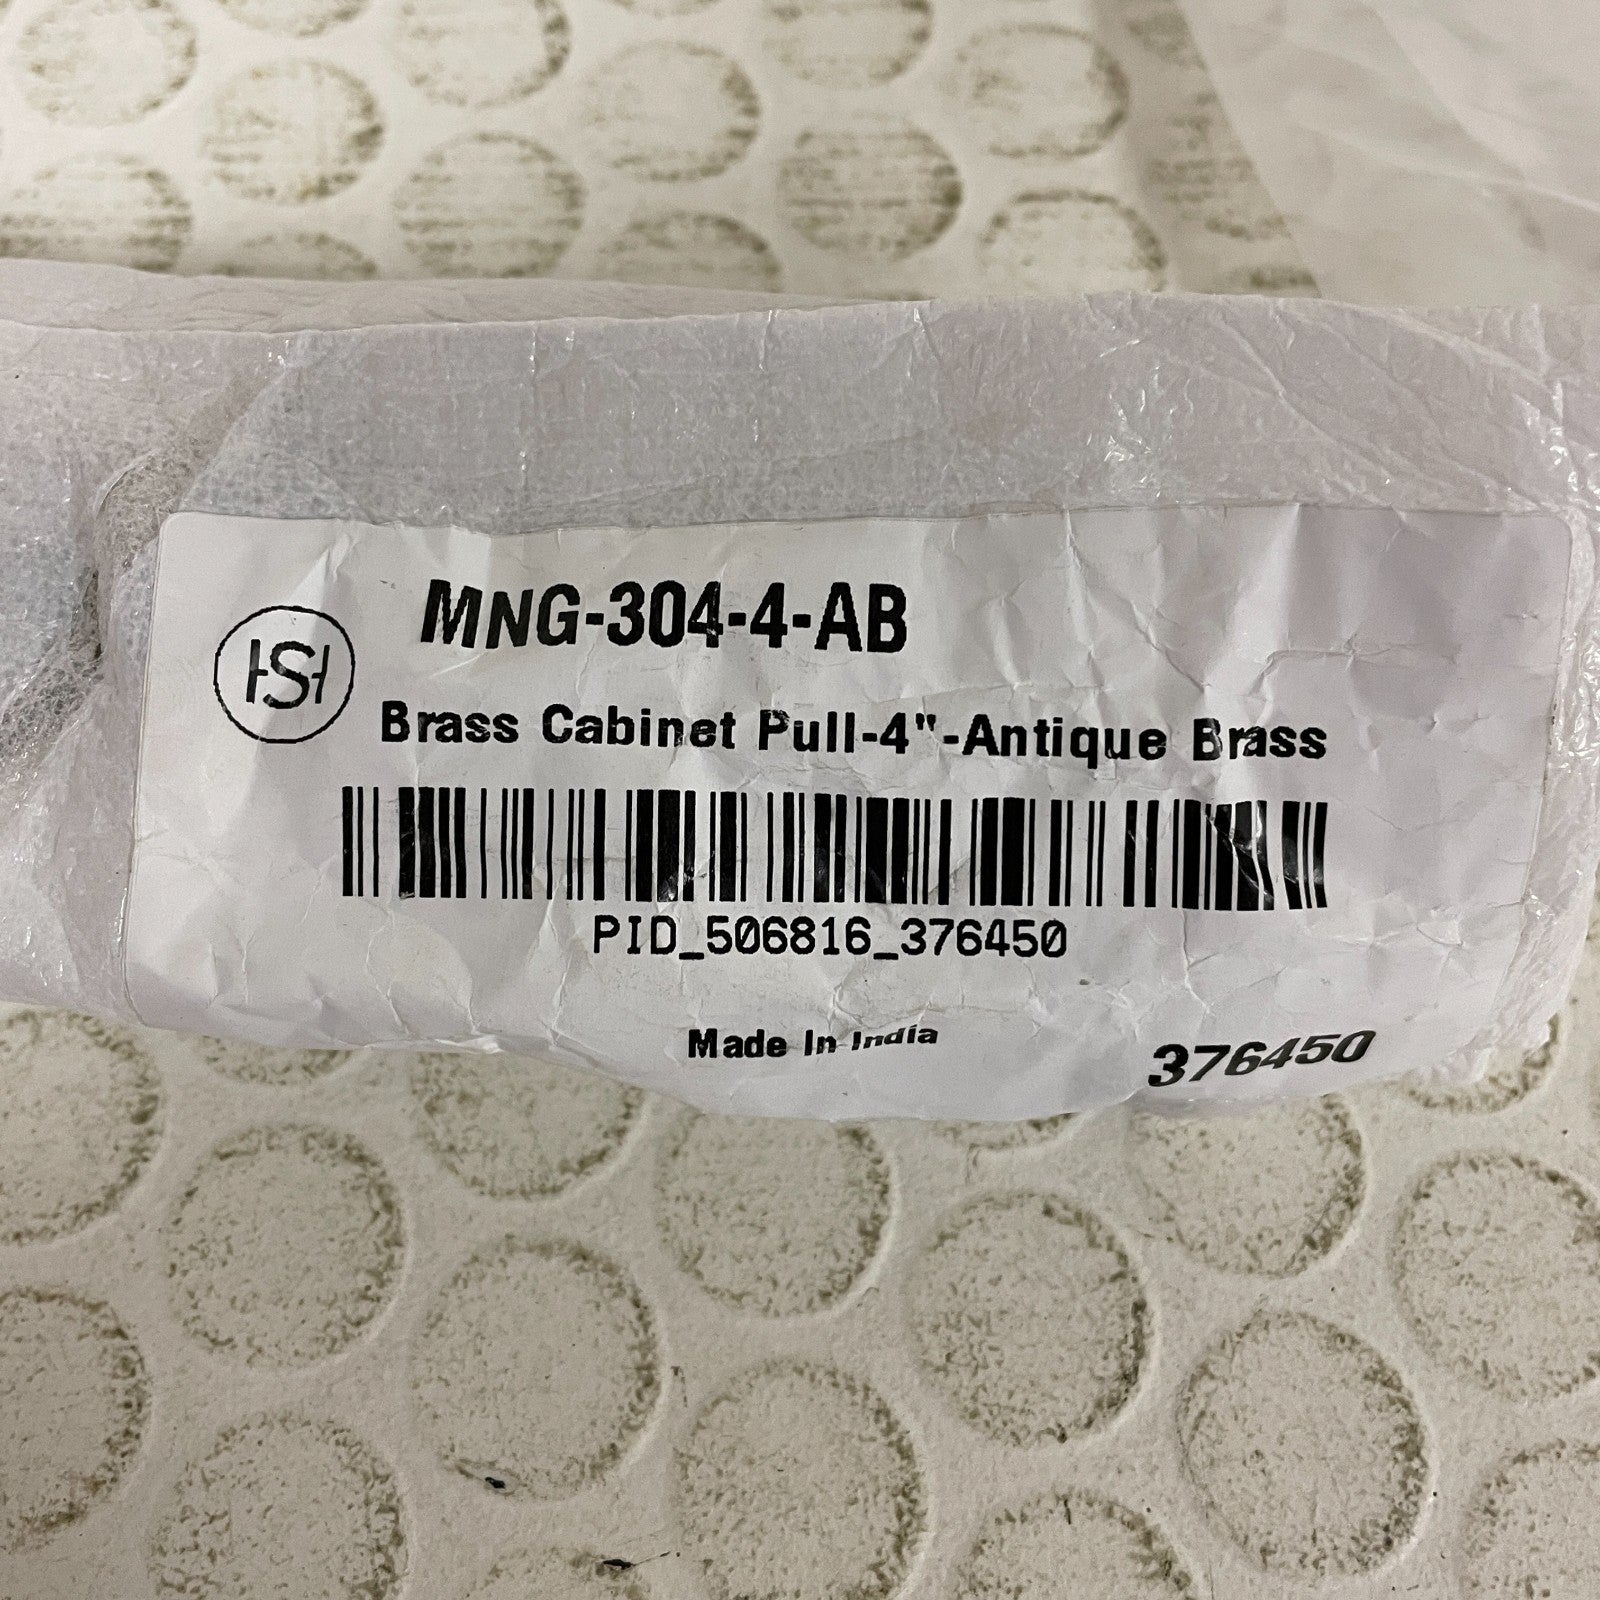 MNG-304-4-AB
HSH
Brass Cabinet Pull-4"-Antique Brass
PID_506816_376450
Made In India
376450